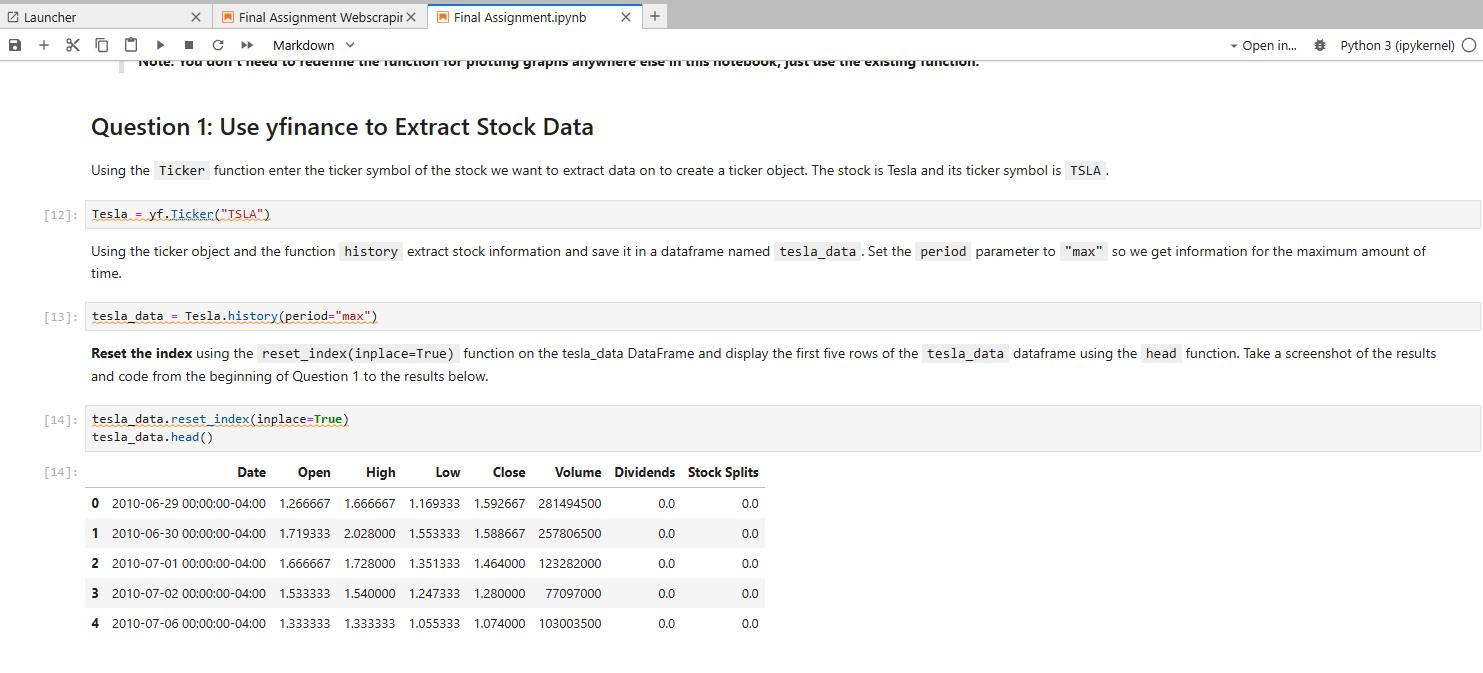 Launcher
Final Assignment Webscrapin
Final Assignment.ipynb
Markdown
Open in...
Python 3 (ipykernel)
Note: You don't need to redefine the function for plotting graphs anywhere else in this notebook, just use the existing function.
Question 1: Use yfinance to Extract Stock Data
Using the Ticker function enter the ticker symbol of the stock we want to extract data on to create a ticker object. The stock is Tesla and its ticker symbol is TSLA .
[12]: Tesla = yf.Ticker("TSLA")
Using the ticker object and the function history extract stock information and save it in a dataframe named tesla_data . Set the period parameter to "max" so we get information for the maximum amount of
time.
[13]: tesla_data = Tesla.history(period="max")
Reset the index using the reset_index(inplace=True) function on the tesla_data DataFrame and display the first five rows of the tesla_data dataframe using the head function. Take a screenshot of the results
and code from the beginning of Question 1 to the results below.
[14]: tesla_data.reset_index(inplace=True)
tesla_data.head()
[14]: Date Open High Low Close Volume Dividends Stock Splits
0 2010-06-29 00:00:00-04:00 1.266667 1.666667 1.169333 1.592667 281494500 0.0 0.0
1 2010-06-30 00:00:00-04:00 1.719333 2.028000 1.553333 1.588667 257806500 0.0 0.0
2 2010-07-01 00:00:00-04:00 1.666667 1.728000 1.351333 1.464000 123282000 0.0 0.0
3 2010-07-02 00:00:00-04:00 1.533333 1.540000 1.247333 1.280000 77097000 0.0 0.0
4 2010-07-06 00:00:00-04:00 1.333333 1.333333 1.055333 1.074000 103003500 0.0 0.0